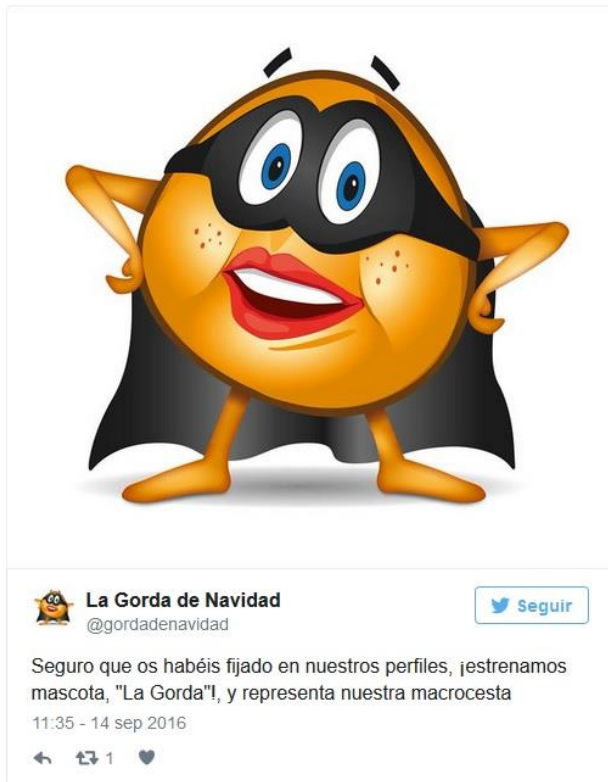 La Gorda de Navidad
@gordadenavidad
Seguir
Seguro que os habéis fijado en nuestros perfiles, ¡estrenamos
mascota, "La Gorda"!, y representa nuestra macrocesta
11:35 - 14 sep 2016
1